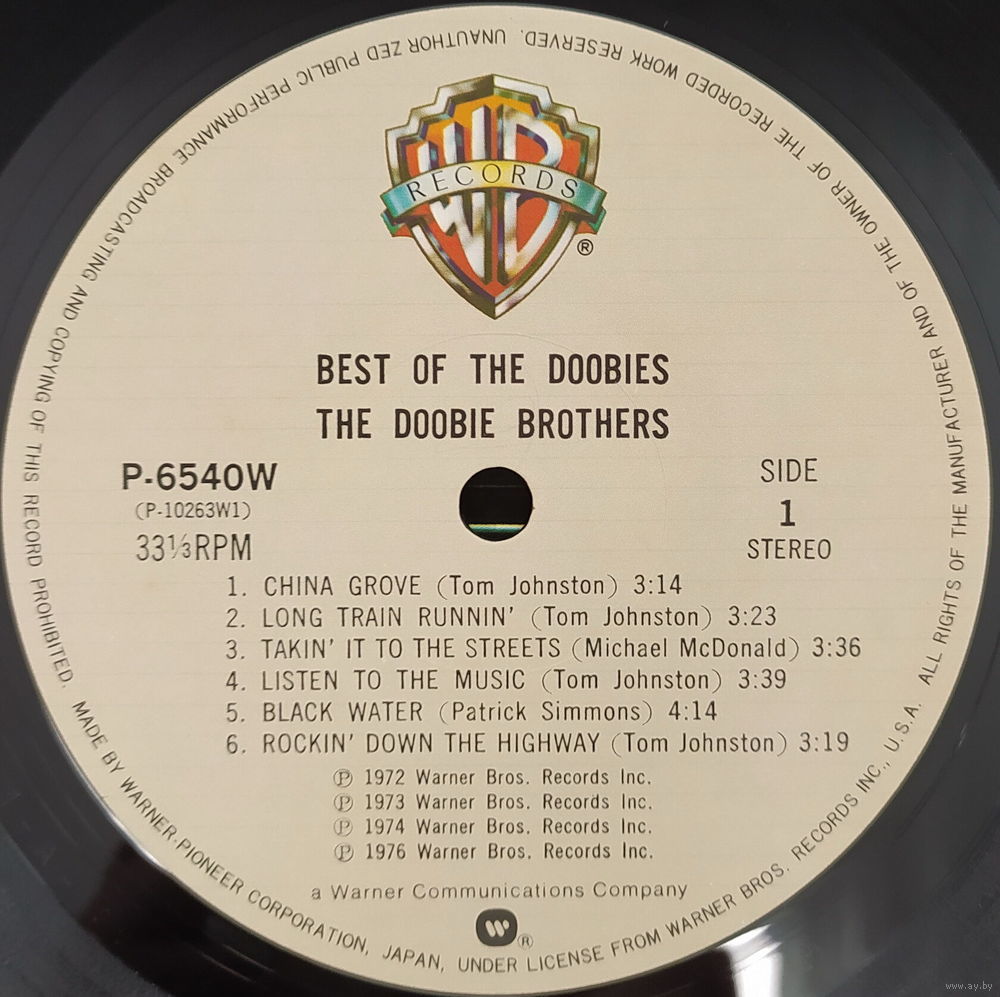 WB
RECORDS
®
BEST OF THE DOOBIES
THE DOOBIE BROTHERS
P-6540W
(P-10263W1)
33⅓RPM
SIDE
1
STEREO
1. CHINA GROVE (Tom Johnston) 3:14
2. LONG TRAIN RUNNIN' (Tom Johnston) 3:23
3. TAKIN' IT TO THE STREETS (Michael McDonald) 3:36
4. LISTEN TO THE MUSIC (Tom Johnston) 3:39
5. BLACK WATER (Patrick Simmons) 4:14
6. ROCKIN' DOWN THE HIGHWAY (Tom Johnston) 3:19
℗ 1972 Warner Bros. Records Inc.
℗ 1973 Warner Bros. Records Inc.
℗ 1974 Warner Bros. Records Inc.
℗ 1976 Warner Bros. Records Inc.
a Warner Communications Company
W ®
MADE BY WARNER-PIONEER CORPORATION, JAPAN, UNDER LICENSE FROM WARNER BROS. RECORDS INC., U.S.A. ALL RIGHTS OF THE MANUFACTURER AND OF THE OWNER OF THE RECORDED WORK RESERVED. UNAUTHOR ZED PUBLIC PERFORMANCE BROADCASTING AND COPYING OF THIS RECORD PROHIBITED.
www.ay.by